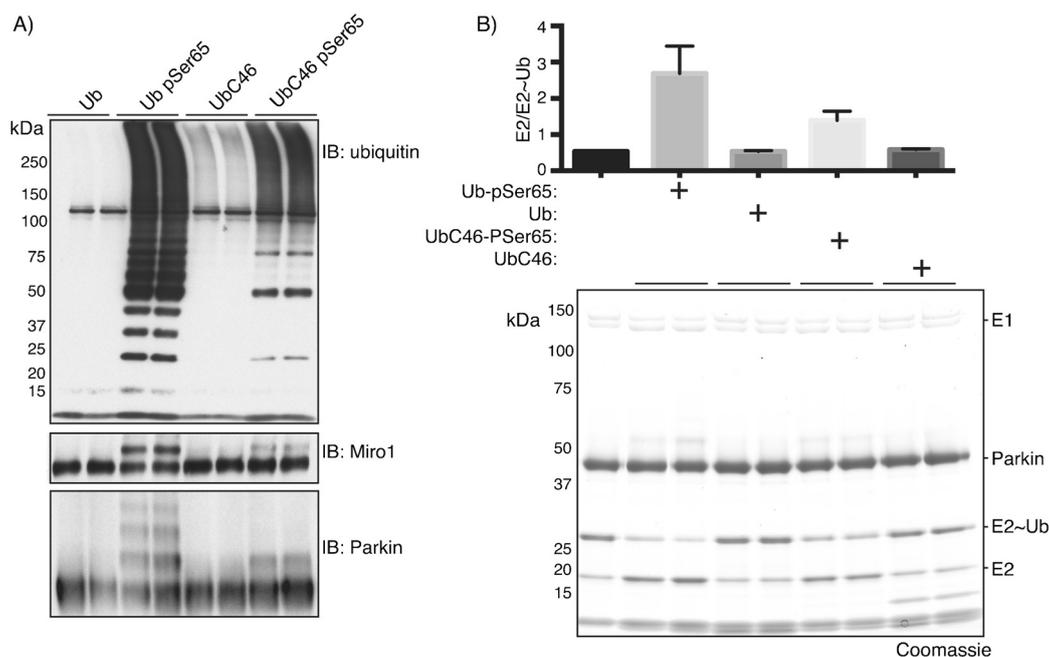 A)
Ub
Ub pSer65
UbC46
UbC46 pSer65
kDa
250
150
100
75
50
37
25
20
15
IB: ubiquitin
IB: Miro1
IB: Parkin
B)
E2/E2~Ub
4
3
2
1
0
Ub-pSer65: +
Ub: +
UbC46-PSer65: +
UbC46: +
kDa
150
100
75
50
37
25
20
15
E1
Parkin
E2~Ub
E2
Coomassie